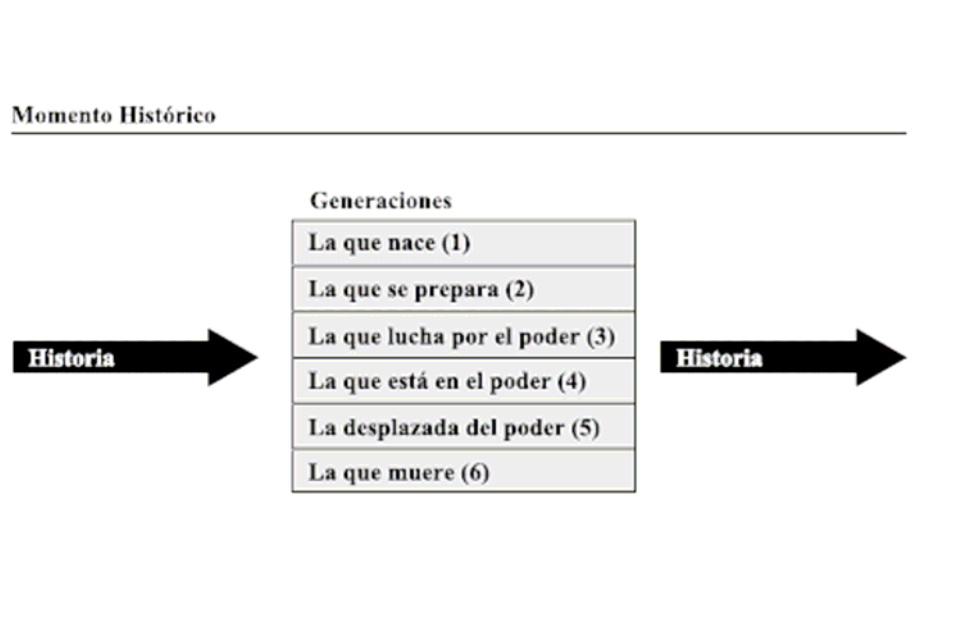 Momento Histórico
Generaciones
La que nace (1)
La que se prepara (2)
La que lucha por el poder (3)
Historia
Historia
La que está en el poder (4)
La desplazada del poder (5)
La que muere (6)